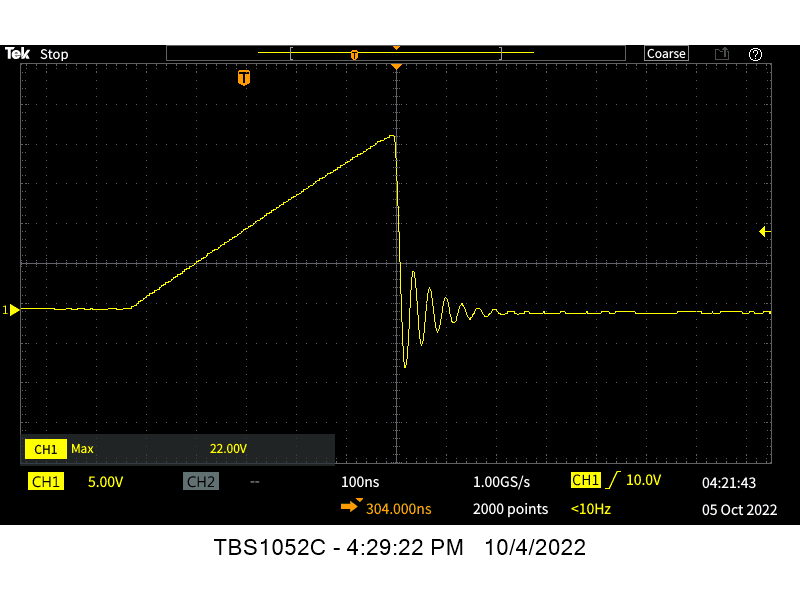 Tek Stop Coarse
T
T
1
CH1 Max 22.00V
CH1 5.00V CH2 -- 100ns 1.00GS/s CH1 10.0V 04:21:43
304.000ns 2000 points <10Hz 05 Oct 2022
TBS1052C - 4:29:22 PM 10/4/2022